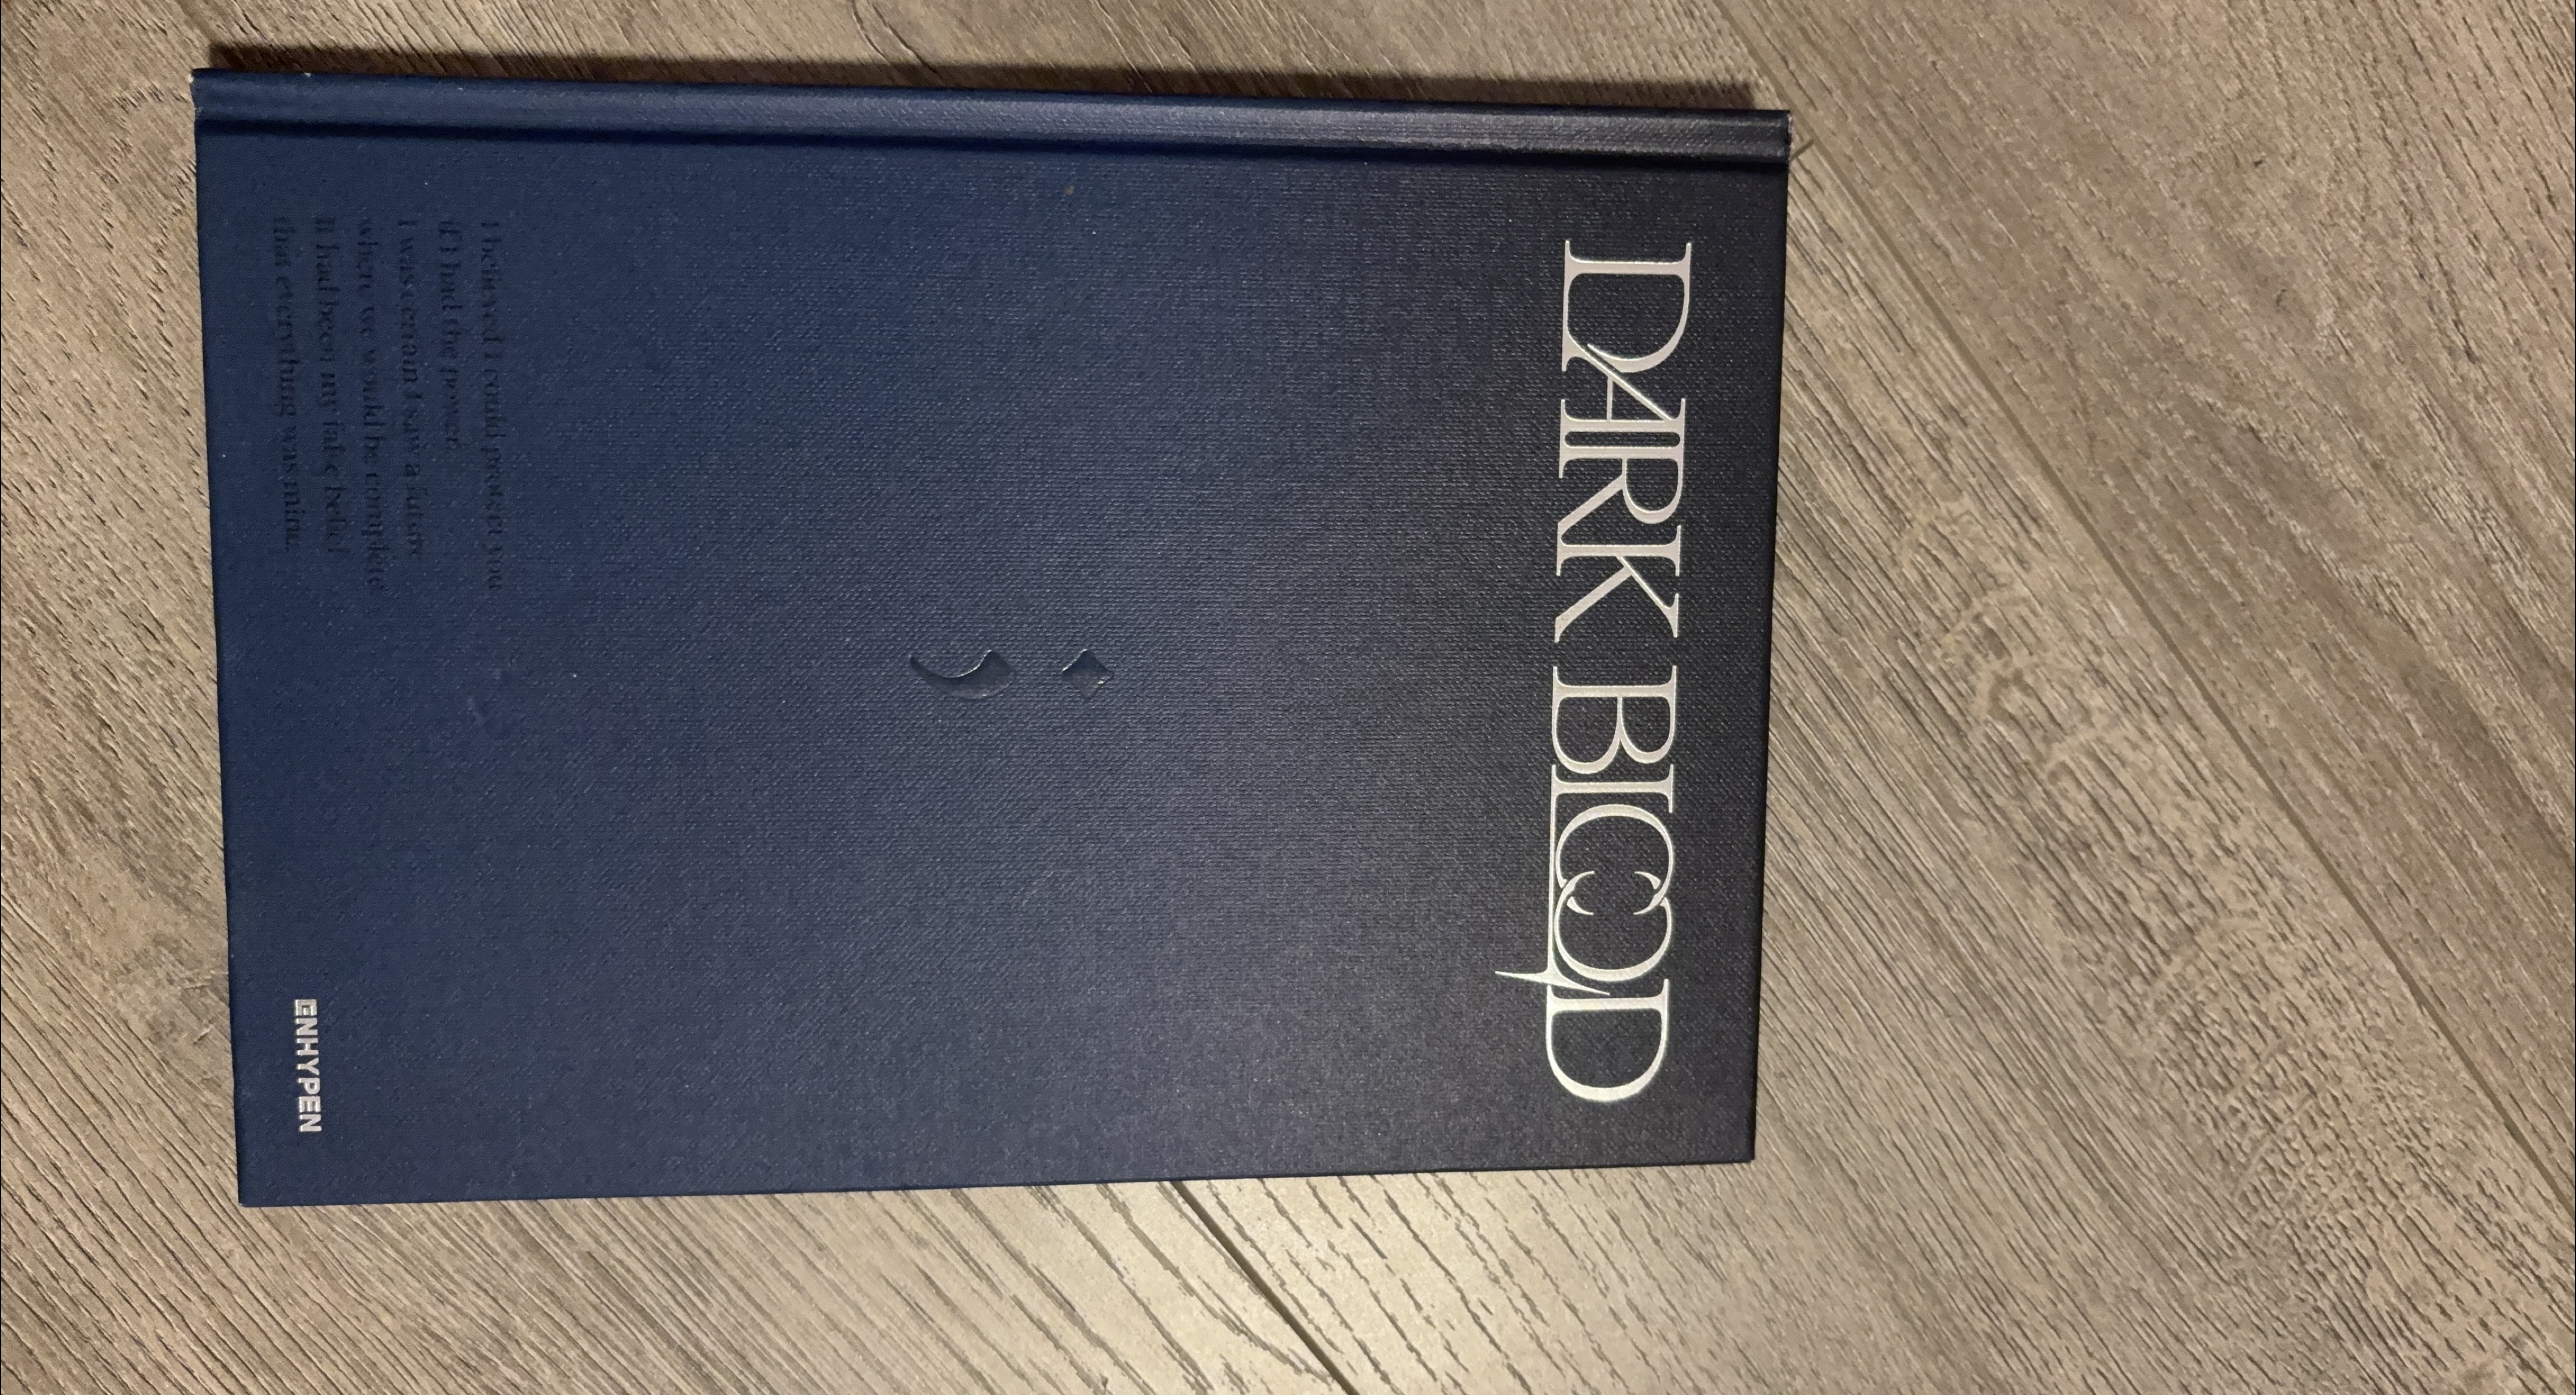 DARK BLOOD
;
I believed I could protect you
if I had the power.
I was certain I saw a future
where we would be complete.
It had been my fake belief
that everything was mine.
ENHYPEN